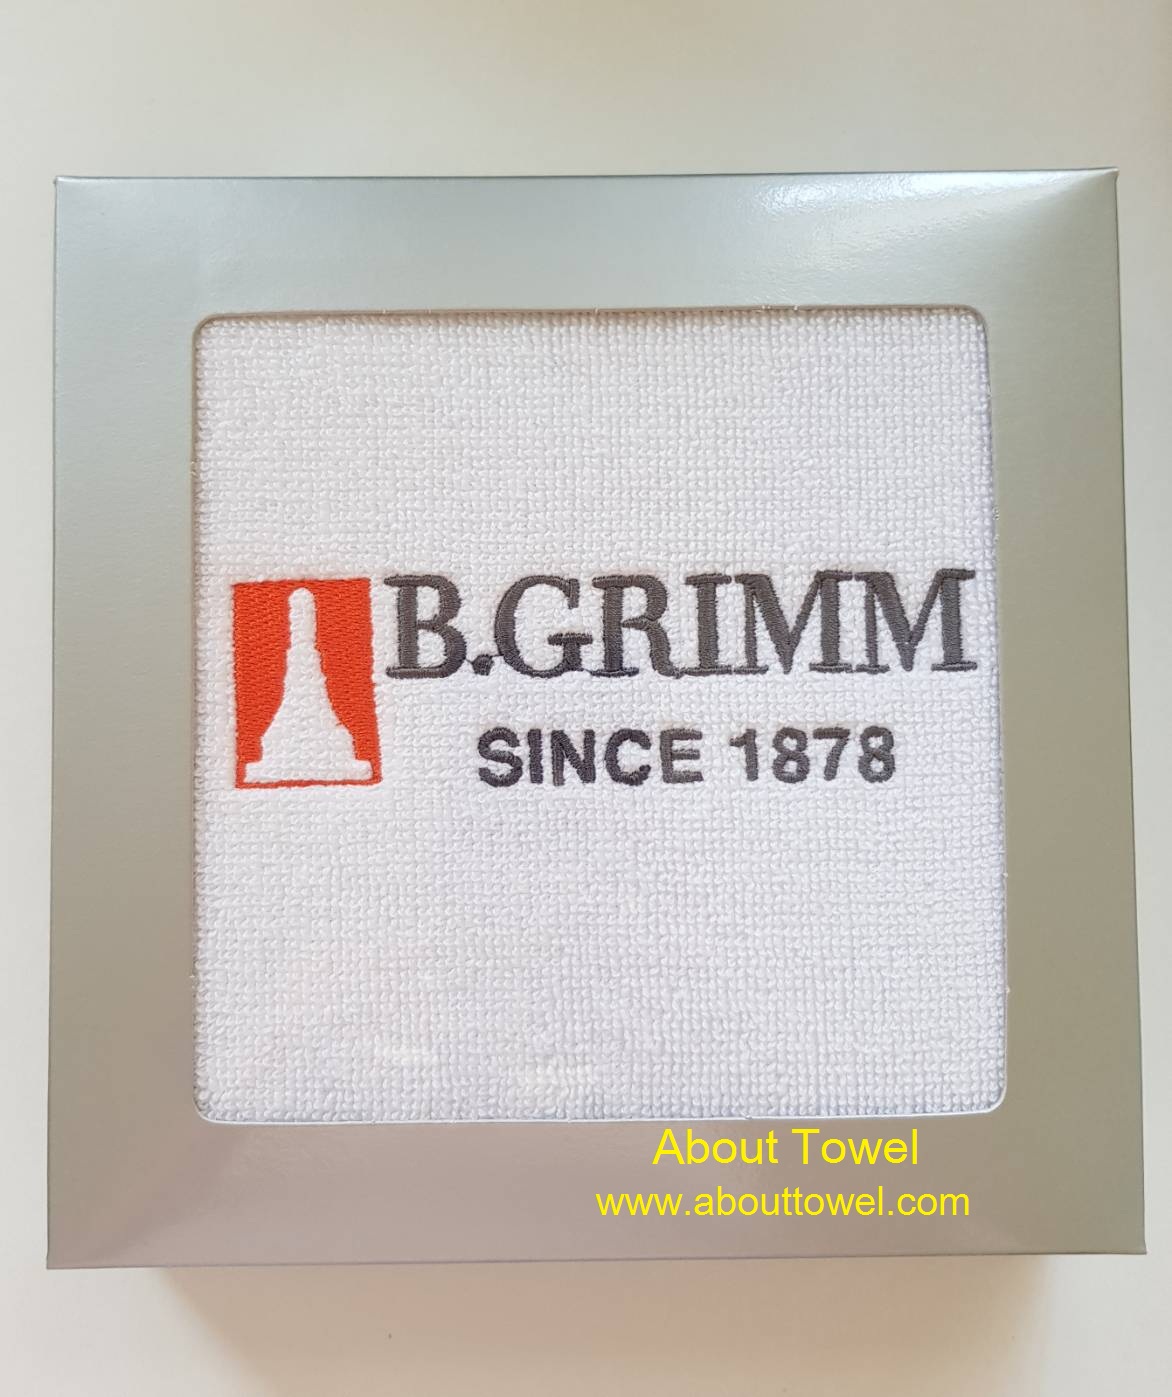 B.GRIMM
SINCE 1878
About Towel
www.abouttowel.com